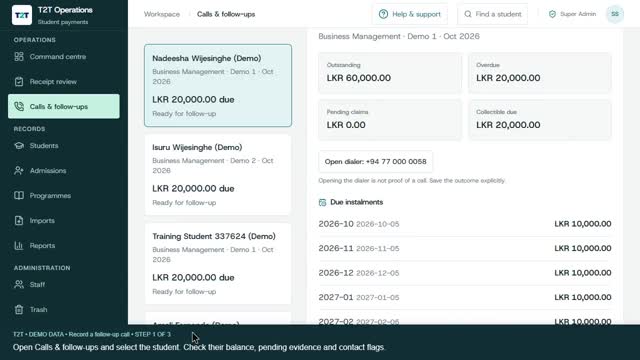 T2T
T2T Operations
Student payments
OPERATIONS
Command centre
Receipt review
Calls & follow-ups
RECORDS
Students
Admissions
Programmes
Imports
Reports
ADMINISTRATION
Staff
Trash
Workspace
Calls & follow-ups
Help & support
Find a student
Super Admin
SS
Nadeesha Wijesinghe (Demo)
Business Management · Demo 1 · Oct
2026
LKR 20,000.00 due
Ready for follow-up
Isuru Wijesinghe (Demo)
Business Management · Demo 2 · Oct
2026
LKR 20,000.00 due
Ready for follow-up
Training Student 337624 (Demo)
Business Management · Demo 1 · Oct
2026
LKR 20,000.00 due
Ready for follow-up
Business Management · Demo 1 · Oct 2026
Outstanding
LKR 60,000.00
Overdue
LKR 20,000.00
Pending claims
LKR 0.00
Collectible due
LKR 20,000.00
Open dialer: +94 77 000 0058
Opening the dialer is not proof of a call. Save the outcome explicitly.
Due instalments
2026-10 2026-10-05 LKR 10,000.00
2026-11 2026-11-05 LKR 10,000.00
2026-12 2026-12-05 LKR 10,000.00
2027-01 2027-01-05 LKR 10,000.00
2027-02 2027-02-05 LKR 10,000.00
T2T • DEMO DATA • Record a follow-up call • STEP 1 OF 3
Open Calls & follow-ups and select the student. Check their balance, pending evidence and contact flags.